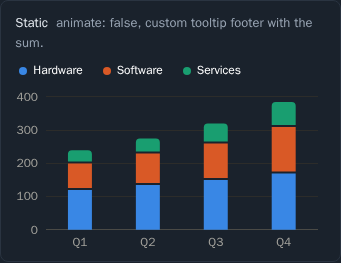 Static animate: false, custom tooltip footer with the
sum.
Hardware Software Services
400
300
200
100
0
Q1 Q2 Q3 Q4